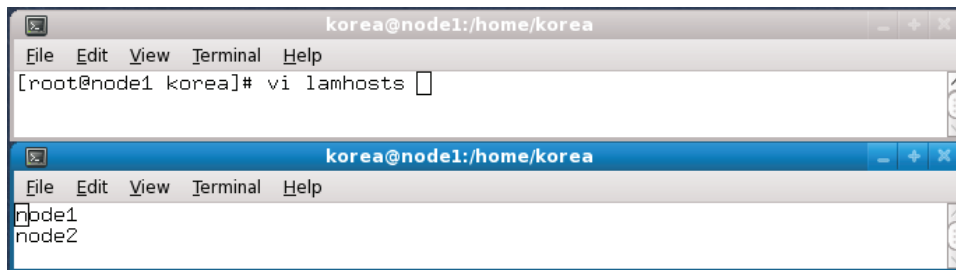 korea@node1:/home/korea
File Edit View Terminal Help
[root@node1 korea]# vi lamhosts
korea@node1:/home/korea
File Edit View Terminal Help
node1
node2